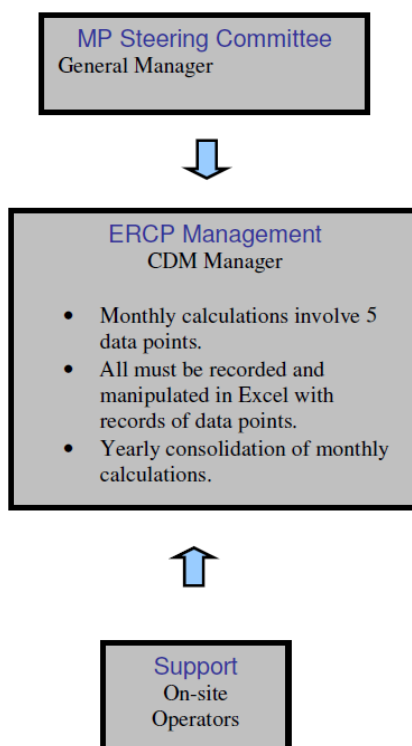 MP Steering Committee
General Manager
ERCP Management
CDM Manager
• Monthly calculations involve 5
data points.
• All must be recorded and
manipulated in Excel with
records of data points.
• Yearly consolidation of monthly
calculations.
Support
On-site
Operators